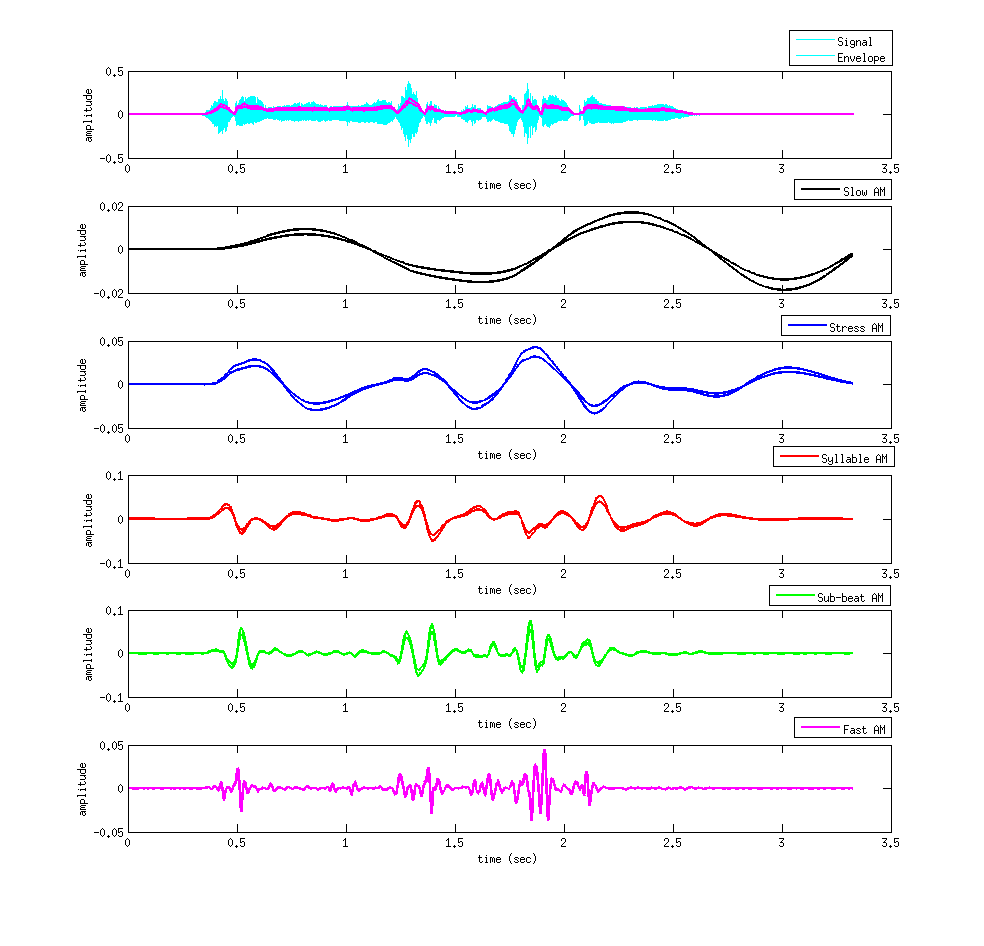 Signal
Envelope
0.5
0
-0.5
amplitude
0 0.5 1 1.5 2 2.5 3 3.5
time (sec)
Slow AM
0.02
0
-0.02
amplitude
0 0.5 1 1.5 2 2.5 3 3.5
time (sec)
Stress AM
0.05
0
-0.05
amplitude
0 0.5 1 1.5 2 2.5 3 3.5
time (sec)
Syllable AM
0.1
0
-0.1
amplitude
0 0.5 1 1.5 2 2.5 3 3.5
time (sec)
Sub-beat AM
0.1
0
-0.1
amplitude
0 0.5 1 1.5 2 2.5 3 3.5
time (sec)
Fast AM
0.05
0
-0.05
amplitude
0 0.5 1 1.5 2 2.5 3 3.5
time (sec)